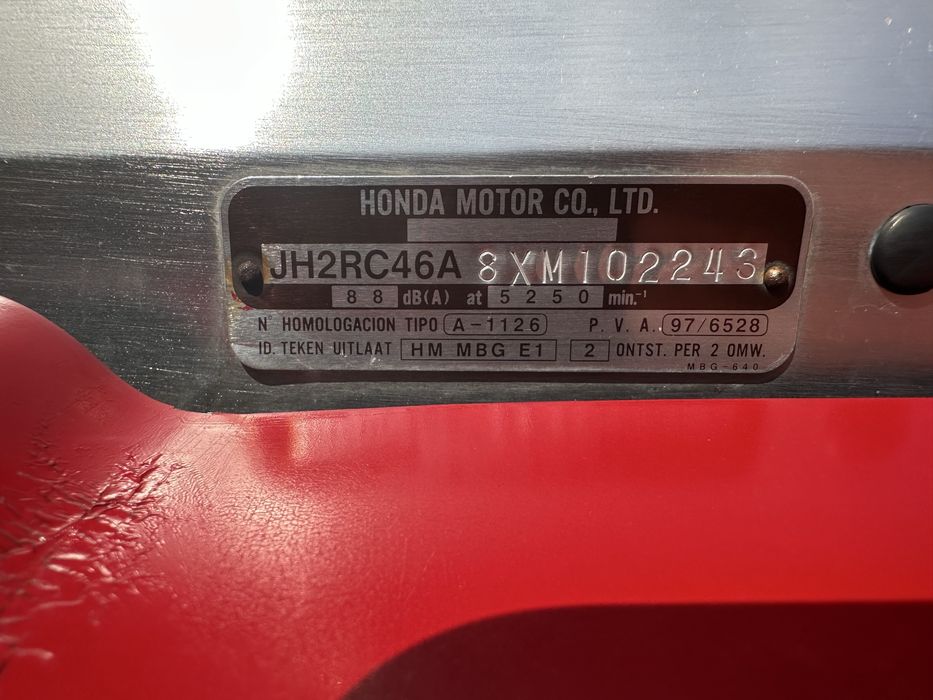 HONDA MOTOR CO., LTD.
JH2RC46A 8XM102243
88 dB(A) at 5250 min.⁻¹
N° HOMOLOGACION TIPO A-1126 P. V. A. 97/6528
ID. TEKEN UITLAAT HM MBG E1 2 ONTST. PER 2 OMW.
MBG-640